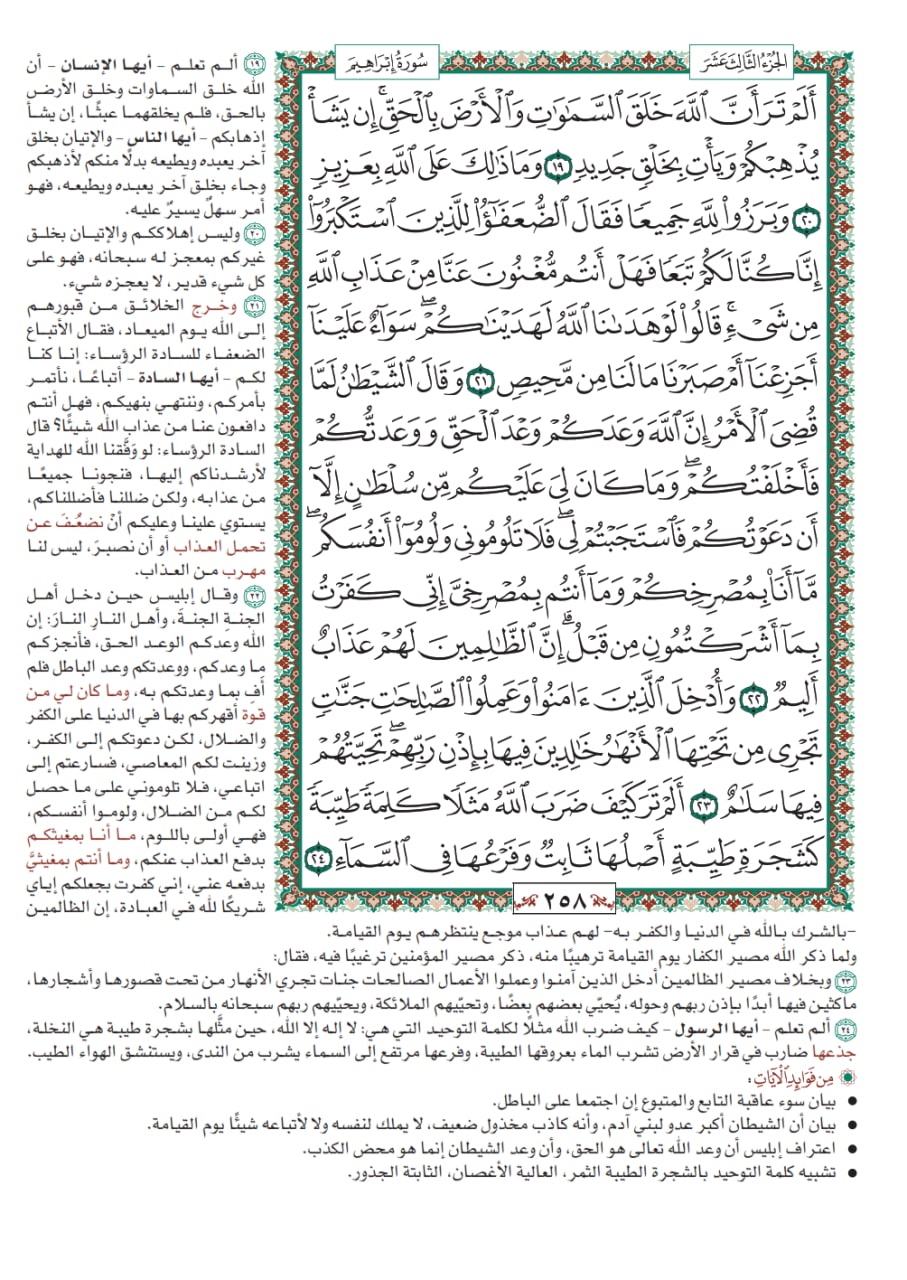 الجُزْءُ الثَّالِثَ عَشَرَ
سُورَةُ إِبْرَاهِيمَ
أَلَمْ تَرَ أَنَّ ٱللَّهَ خَلَقَ ٱلسَّمَٰوَٰتِ وَٱلْأَرْضَ بِٱلْحَقِّۚ إِن يَشَأْ
يُذْهِبْكُمْ وَيَأْتِ بِخَلْقٍ جَدِيدٍ ١٩ وَمَا ذَٰلِكَ عَلَى ٱللَّهِ بِعَزِيزٍ
٢٠ وَبَرَزُوا۟ لِلَّهِ جَمِيعًا فَقَالَ ٱلضُّعَفَٰٓؤُا۟ لِلَّذِينَ ٱسْتَكْبَرُوٓا۟
إِنَّا كُنَّا لَكُمْ تَبَعًا فَهَلْ أَنتُم مُّغْنُونَ عَنَّا مِنْ عَذَابِ ٱللَّهِ
مِن شَىْءٍۚ قَالُوا۟ لَوْ هَدَىٰنَا ٱللَّهُ لَهَدَيْنَٰكُمْۖ سَوَآءٌ عَلَيْنَآ
أَجَزِعْنَآ أَمْ صَبَرْنَا مَا لَنَا مِن مَّحِيصٍ ٢١ وَقَالَ ٱلشَّيْطَٰنُ لَمَّا
قُضِىَ ٱلْأَمْرُ إِنَّ ٱللَّهَ وَعَدَكُمْ وَعْدَ ٱلْحَقِّ وَوَعَدتُّكُمْ
فَأَخْلَفْتُكُمْۖ وَمَا كَانَ لِىَ عَلَيْكُم مِّن سُلْطَٰنٍ إِلَّآ
أَن دَعَوْتُكُمْ فَٱسْتَجَبْتُمْ لِىۖ فَلَا تَلُومُونِى وَلُومُوٓا۟ أَنفُسَكُمۖ
مَّآ أَنَا۠ بِمُصْرِخِكُمْ وَمَآ أَنتُم بِمُصْرِخِىَّ إِنِّى كَفَرْتُ
بِمَآ أَشْرَكْتُمُونِ مِن قَبْلُۗ إِنَّ ٱلظَّٰلِمِينَ لَهُمْ عَذَابٌ
أَلِيمٌ ٢٢ وَأُدْخِلَ ٱلَّذِينَ ءَامَنُوا۟ وَعَمِلُوا۟ ٱلصَّٰلِحَٰتِ جَنَّٰتٍ
تَجْرِى مِن تَحْتِهَا ٱلْأَنْهَٰرُ خَٰلِدِينَ فِيهَا بِإِذْنِ رَبِّهِمْۖ تَحِيَّتُهُمْ
فِيهَا سَلَٰمٌ ٢٣ أَلَمْ تَرَ كَيْفَ ضَرَبَ ٱللَّهُ مَثَلًا كَلِمَةً طَيِّبَةً
كَشَجَرَةٍ طَيِّبَةٍ أَصْلُهَا ثَابِتٌ وَفَرْعُهَا فِى ٱلسَّمَآءِ ٢٤
٢٥٨
١٩ ألم تعلم - أيها الإنسان - أن
الله خلق السماوات وخلق الأرض
بالحق، فلم يخلقهما عبثًا، إن يشأ
إذهابكم - أيها الناس - والإتيان بخلق
آخر يعبده ويطيعه بدلًا منكم لأذهبكم
وجاء بخلق آخر يعبده ويطيعه، فهو
أمر سهلٌ يسيرٌ عليه.
٢٠ وليس إهلاككم والإتيان بخلق
غيركم بمعجز له سبحانه، فهو على
كل شيء قدير، لا يعجزه شيء.
٢١ وخرج الخلائق من قبورهم
إلى الله يوم الميعاد، فقال الأتباع
الضعفاء للسادة الرؤساء: إنا كنا
لكم - أيها السادة - أتباعًا، نأتمر
بأمركم، وننتهي بنهيكم، فهل أنتم
دافعون عنا من عذاب الله شيئًا؟ قال
السادة الرؤساء: لو وَفَّقنا الله للهداية
لأرشدناكم إليها، فنجونا جميعًا
من عذابه، ولكن ضللنا فأضللناكم،
يستوي علينا وعليكم أنْ نضعُفَ عن
تحمل العذاب أو أن نصبرَ، ليس لنا
مهرب من العذاب.
٢٢ وقال إبليس حين دخل أهل
الجنةِ الجنةَ، وأهل النارِ النارَ: إن
الله وعدكم الوعد الحق، فأنجزكم
ما وعدكم، ووعدتكم وعد الباطل فلم
أَفِ بما وعدتكم به، وما كان لي من
قوة أقهركم بها في الدنيا على الكفر
والضلال، لكن دعوتكم إلى الكفر،
وزينت لكم المعاصي، فسارعتم إلى
اتباعي، فلا تلوموني على ما حصل
لكم من الضلال، ولوموا أنفسكم،
فهي أولى باللوم، ما أنا بمغيثكم
بدفع العذاب عنكم، وما أنتم بمغيثيَّ
بدفعه عني، إني كفرت بجعلكم إياي
شريكًا لله في العبادة، إن الظالمين
-بالشرك بالله في الدنيا والكفر به- لهم عذاب موجع ينتظرهم يوم القيامة.
ولما ذكر الله مصير الكفار يوم القيامة ترهيبًا منه، ذكر مصير المؤمنين ترغيبًا فيه، فقال:
٢٣ وبخلاف مصير الظالمين أدخل الذين آمنوا وعملوا الأعمال الصالحات جنات تجري الأنهار من تحت قصورها وأشجارها،
ماكثين فيها أبدًا بإذن ربهم وحوله، يُحيّي بعضهم بعضًا، وتحييهم الملائكة، ويحييهم ربهم سبحانه بالسلام.
٢٤ ألم تعلم - أيها الرسول - كيف ضرب الله مثلًا لكلمة التوحيد التي هي: لا إله إلا الله، حين مثَّلها بشجرة طيبة هي النخلة،
جذعها ضارب في قرار الأرض تشرب الماء بعروقها الطيبة، وفرعها مرتفع إلى السماء يشرب من الندى، ويستنشق الهواء الطيب.
مِن فَوَائِدِ الْآيَاتِ:
• بيان سوء عاقبة التابع والمتبوع إن اجتمعا على الباطل.
• بيان أن الشيطان أكبر عدو لبني آدم، وأنه كاذب مخذول ضعيف، لا يملك لنفسه ولا لأتباعه شيئًا يوم القيامة.
• اعتراف إبليس أن وعد الله تعالى هو الحق، وأن وعد الشيطان إنما هو محض الكذب.
• تشبيه كلمة التوحيد بالشجرة الطيبة الثمر، العالية الأغصان، الثابتة الجذور.